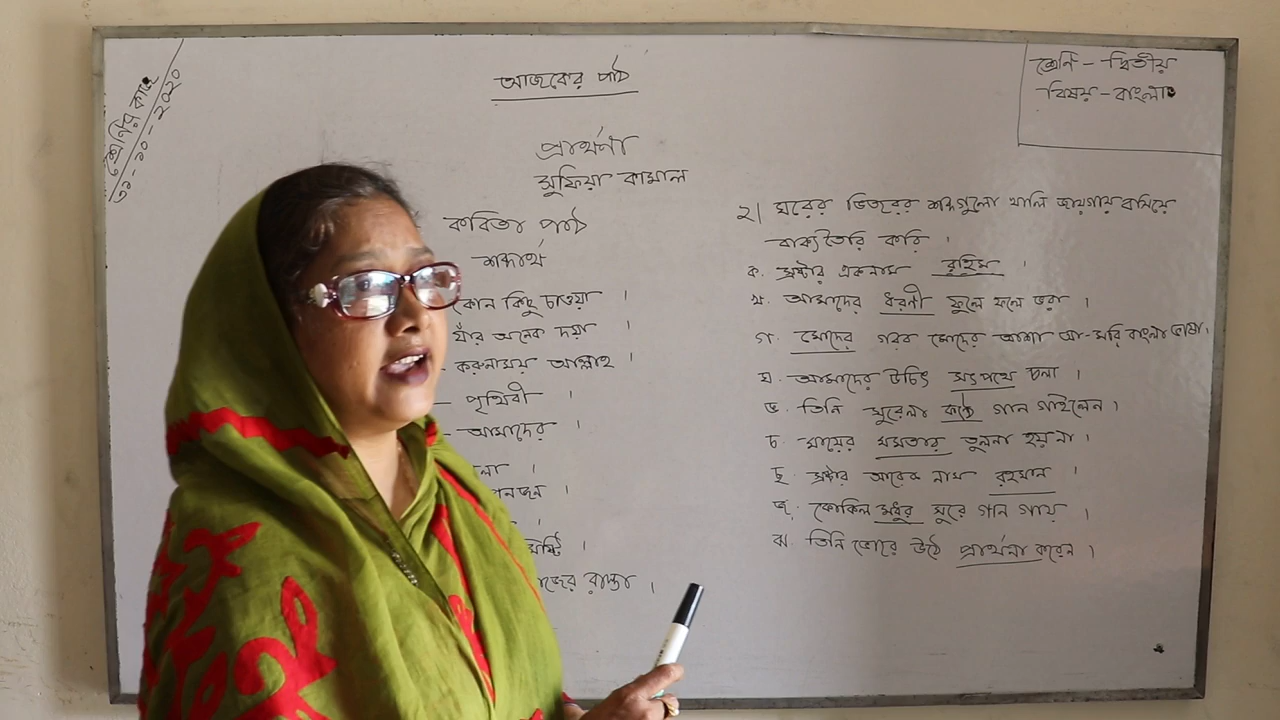 শ্রেণির কাজ
৩১-১০-২০২০
আজকের পাঠ
শ্রেণি - দ্বিতীয়
বিষয় - বাংলা
প্রার্থনা
সুফিয়া কামাল
কবিতা পাঠ
শব্দার্থ
কোন কিছু চাওয়া ।
যাঁর অনেক দয়া ।
করুনাময় আল্লাহ ।
- পৃথিবী ।
- আমাদের ।
লা ।
নজন ।
।
মিষ্টি ।
জের রাস্তা ।
২। ঘরের ভিতরের শব্দগুলো খালি জায়গায় বসিয়ে
বাক্য তৈরি করি ।
ক. স্রষ্টার একনাম রহিম ।
খ. আমাদের ধরণী ফুলে ফলে ভরা ।
গ. মোদের গরব মোদের আশা আ-মরি বাংলা ভাষা।
ঘ. আমাদের উচিৎ সৎপথে চলা ।
ঙ. তিনি সুরেলা কন্ঠে গান গাইলেন ।
চ. মায়ের মমতার তুলনা হয় না ।
ছ. স্রষ্টার আরেক নাম রহমান ।
জ. কোকিল মধুর সুরে গান গায় ।
ঝ. তিনি ভোরে উঠে প্রার্থনা করেন ।